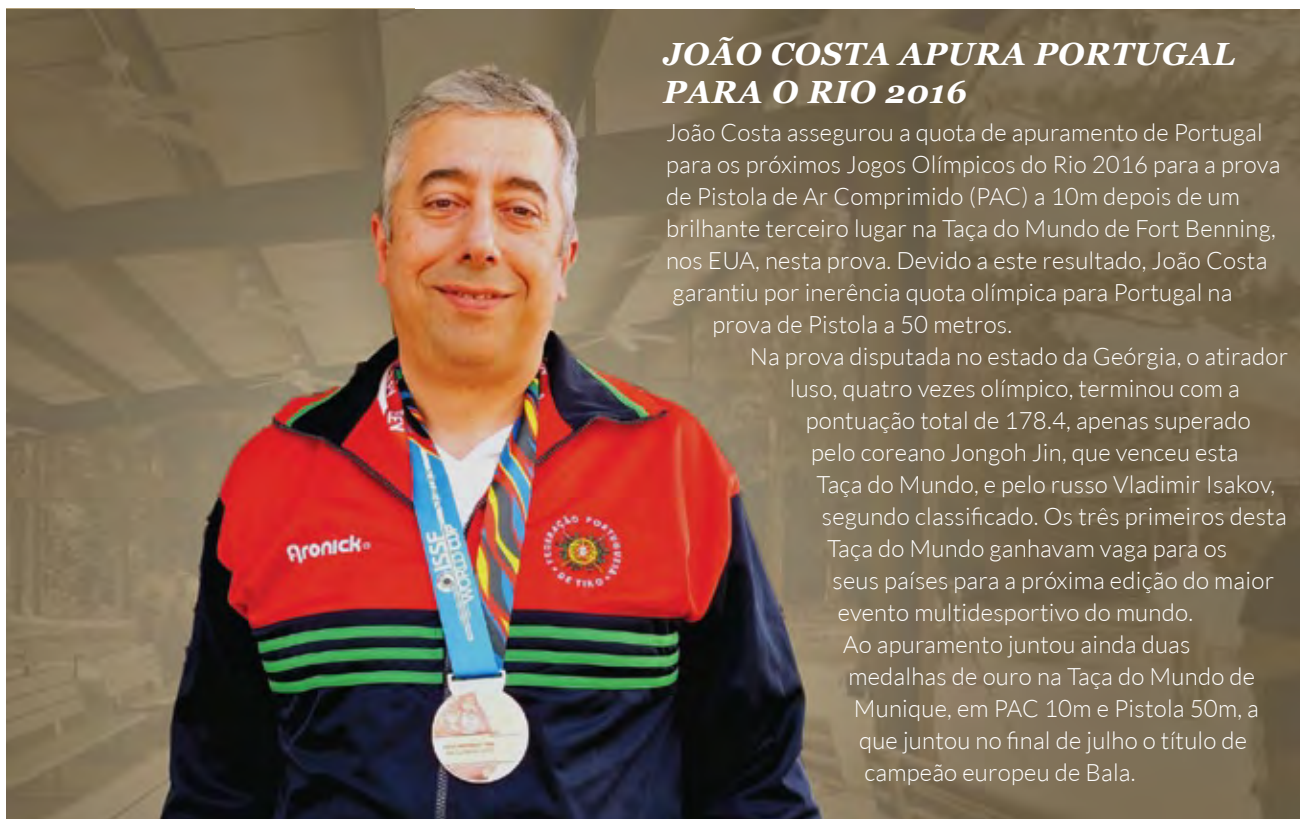 JOÃO COSTA APURA PORTUGAL
PARA O RIO 2016
João Costa assegurou a quota de apuramento de Portugal
para os próximos Jogos Olímpicos do Rio 2016 para a prova
de Pistola de Ar Comprimido (PAC) a 10m depois de um
brilhante terceiro lugar na Taça do Mundo de Fort Benning,
nos EUA, nesta prova. Devido a este resultado, João Costa
garantiu por inerência quota olímpica para Portugal na
prova de Pistola a 50 metros.
Na prova disputada no estado da Geórgia, o atirador
luso, quatro vezes olímpico, terminou com a
pontuação total de 178.4, apenas superado
pelo coreano Jongoh Jin, que venceu esta
Taça do Mundo, e pelo russo Vladimir Isakov,
segundo classificado. Os três primeiros desta
Taça do Mundo ganhavam vaga para os
seus países para a próxima edição do maior
evento multidesportivo do mundo.
Ao apuramento juntou ainda duas
medalhas de ouro na Taça do Mundo de
Munique, em PAC 10m e Pistola 50m, a
que juntou no final de julho o título de
campeão europeu de Bala.
Aronick
FEDERAÇÃO PORTUGUESA
DE TIRO
ISSF
WORLD CUP